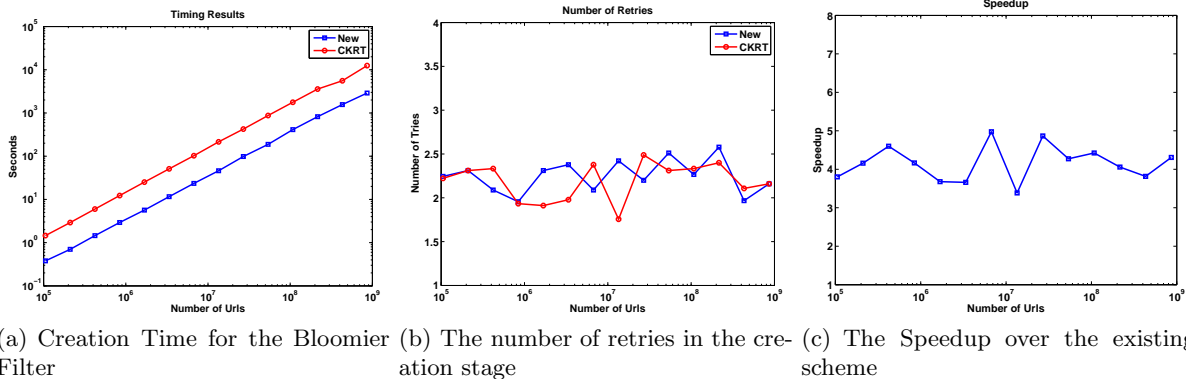 Timing Results
10^5
10^4
10^3
10^2
10^1
10^0
10^-1
Seconds
New
CKRT
10^5 10^6 10^7 10^8 10^9
Number of Urls
Number of Retries
4
3.5
3
2.5
2
1.5
1
Number of Tries
New
CKRT
10^5 10^6 10^7 10^8 10^9
Number of Urls
Speedup
8
7
6
5
4
3
2
1
Speedup
10^5 10^6 10^7 10^8 10^9
Number of Urls
(a) Creation Time for the Bloomier
Filter
(b) The number of retries in the cre-
ation stage
(c) The Speedup over the existing
scheme